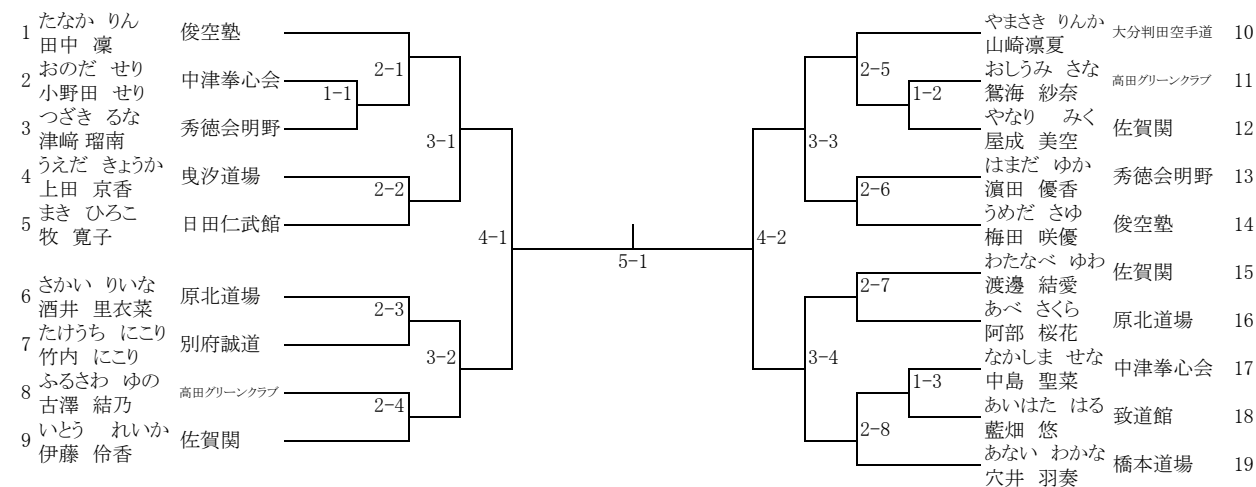 たなか りん
1 田中 凜 俊空塾
おのだ せり
2 小野田 せり 中津拳心会
つざき るな
3 津﨑 瑠南 秀徳会明野
うえだ きょうか
4 上田 京香 曳汐道場
まき ひろこ
5 牧 寛子 日田仁武館
さかい りいな
6 酒井 里衣菜 原北道場
たけうち にこり
7 竹内 にこり 別府誠道
ふるさわ ゆの
8 古澤 結乃 高田グリーンクラブ
いとう れいか
9 伊藤 伶香 佐賀関
2-1
1-1
3-1
2-2
4-1
2-3
3-2
2-4
5-1
2-5
1-2
3-3
2-6
4-2
2-7
3-4
1-3
2-8
やまさき りんか
山崎凛夏 大分判田空手道 10
おしうみ さな
鴛海 紗奈 高田グリーンクラブ 11
やなり みく
屋成 美空 佐賀関 12
はまだ ゆか
濵田 優香 秀徳会明野 13
うめだ さゆ
梅田 咲優 俊空塾 14
わたなべ ゆわ
渡邊 結愛 佐賀関 15
あべ さくら
阿部 桜花 原北道場 16
なかしま せな
中島 聖菜 中津拳心会 17
あいはた はる
藍畑 悠 致道館 18
あない わかな
穴井 羽奏 橋本道場 19